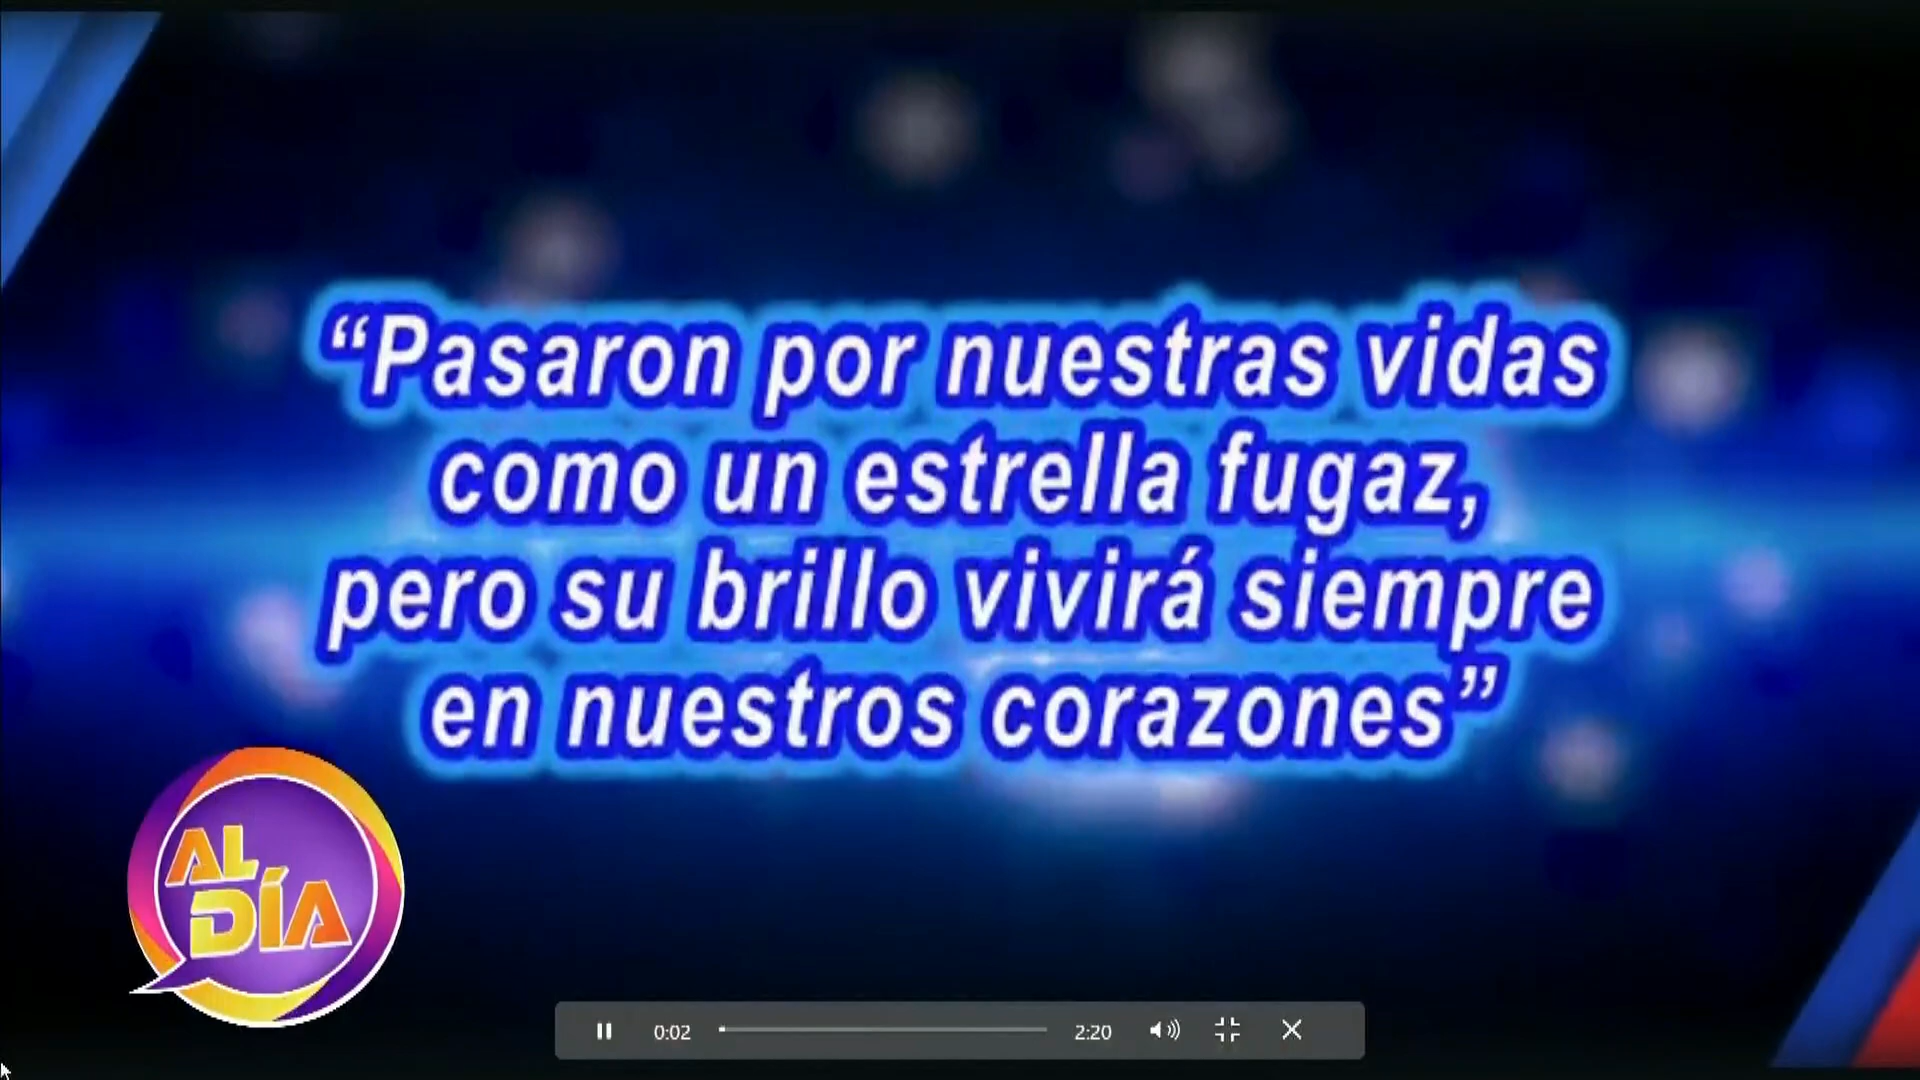 “Pasaron por nuestras vidas
como un estrella fugaz,
pero su brillo vivirá siempre
en nuestros corazones”
AL
DÍA
0:02
2:20